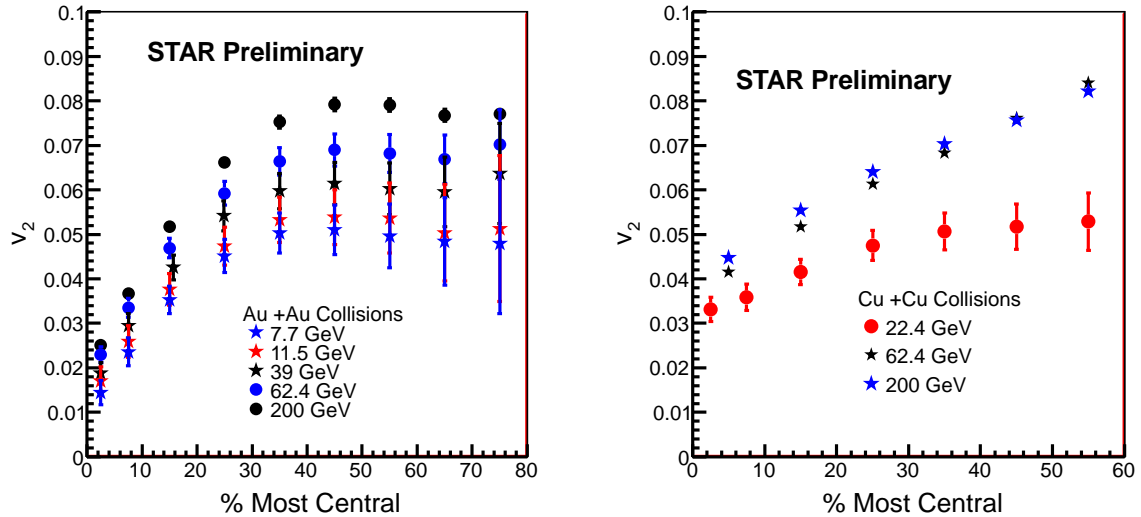 STAR Preliminary
v2
0.1
0.09
0.08
0.07
0.06
0.05
0.04
0.03
0.02
0.01
0
Au +Au Collisions
7.7 GeV
11.5 GeV
39 GeV
62.4 GeV
200 GeV
0 10 20 30 40 50 60 70 80
% Most Central
STAR Preliminary
v2
0.1
0.09
0.08
0.07
0.06
0.05
0.04
0.03
0.02
0.01
0
Cu +Cu Collisions
22.4 GeV
62.4 GeV
200 GeV
0 10 20 30 40 50 60
% Most Central